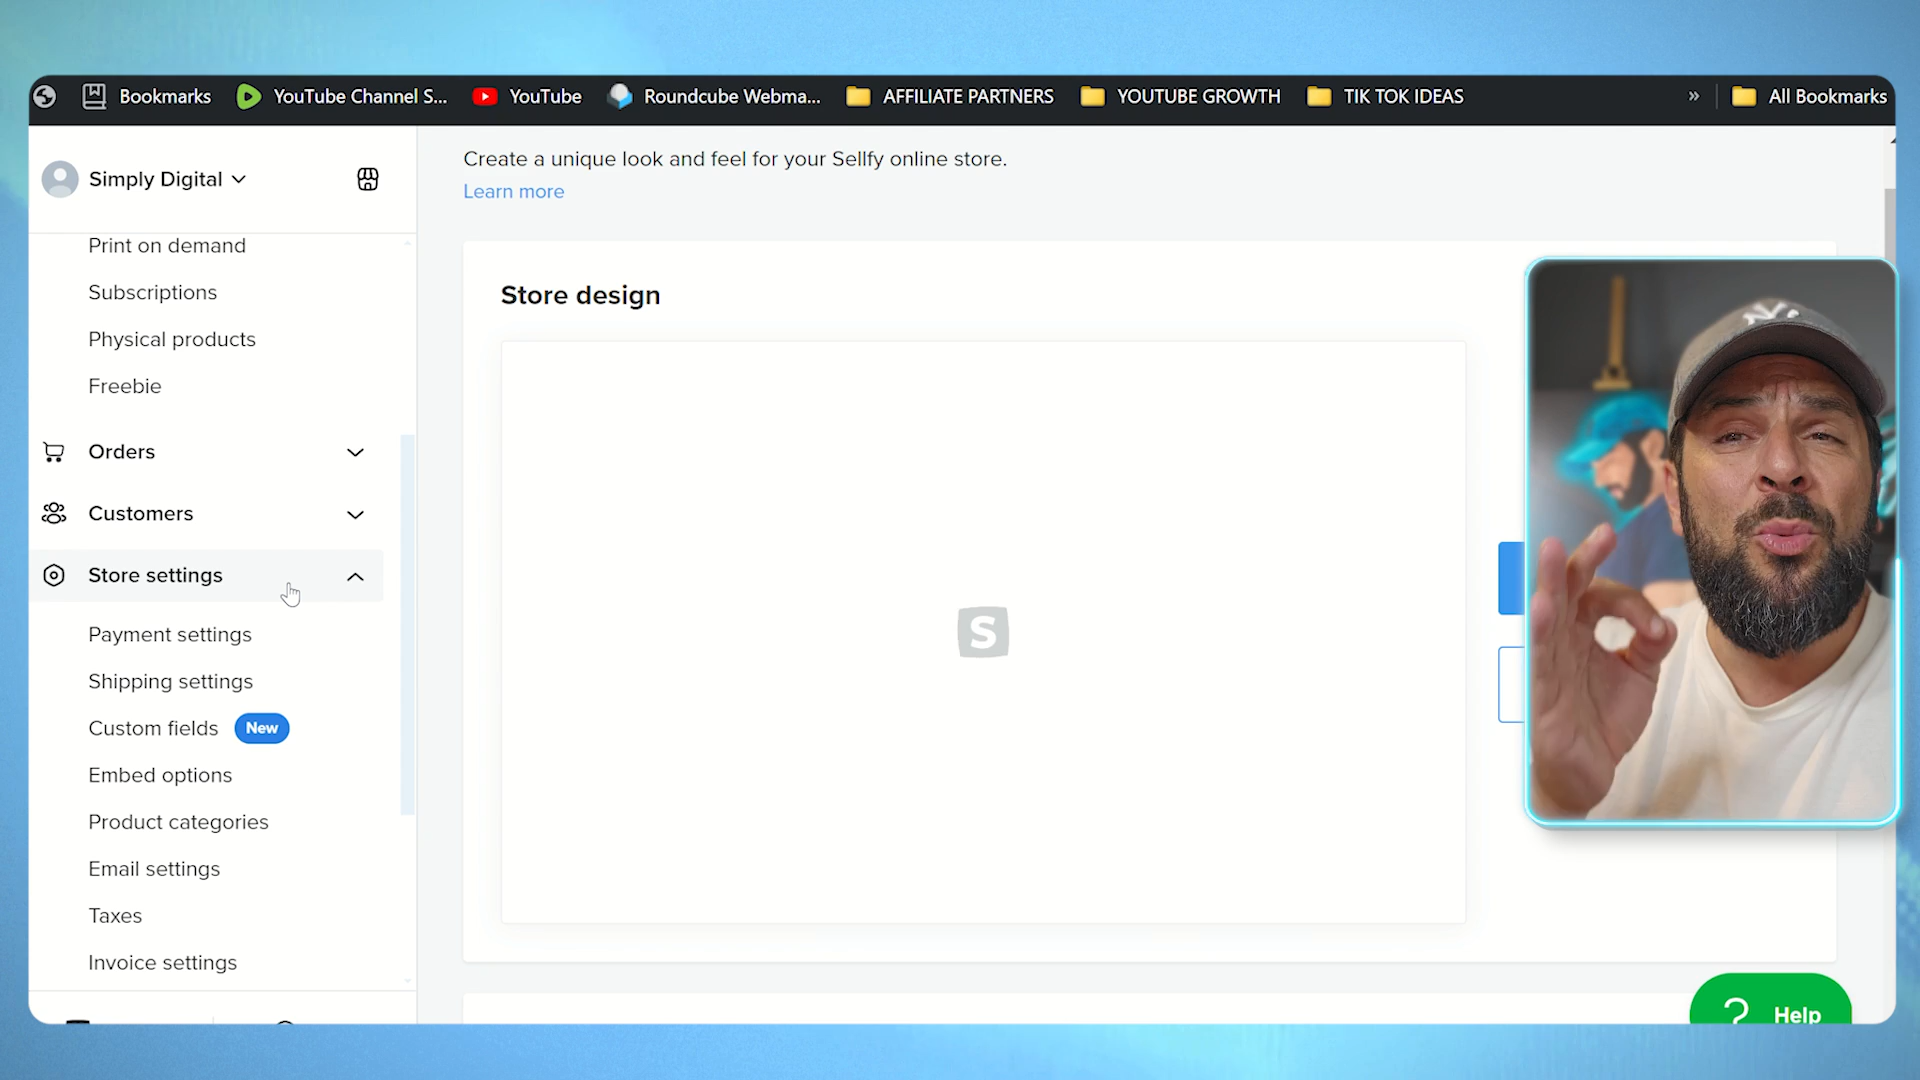 Bookmarks
YouTube Channel S...
YouTube
Roundcube Webma...
AFFILIATE PARTNERS
YOUTUBE GROWTH
TIK TOK IDEAS
»
All Bookmarks
Simply Digital
Print on demand
Subscriptions
Physical products
Freebie
Orders
Customers
Store settings
Payment settings
Shipping settings
Custom fields New
Embed options
Product categories
Email settings
Taxes
Invoice settings
Create a unique look and feel for your Sellfy online store.
Learn more
Store design
S
NY
? Help